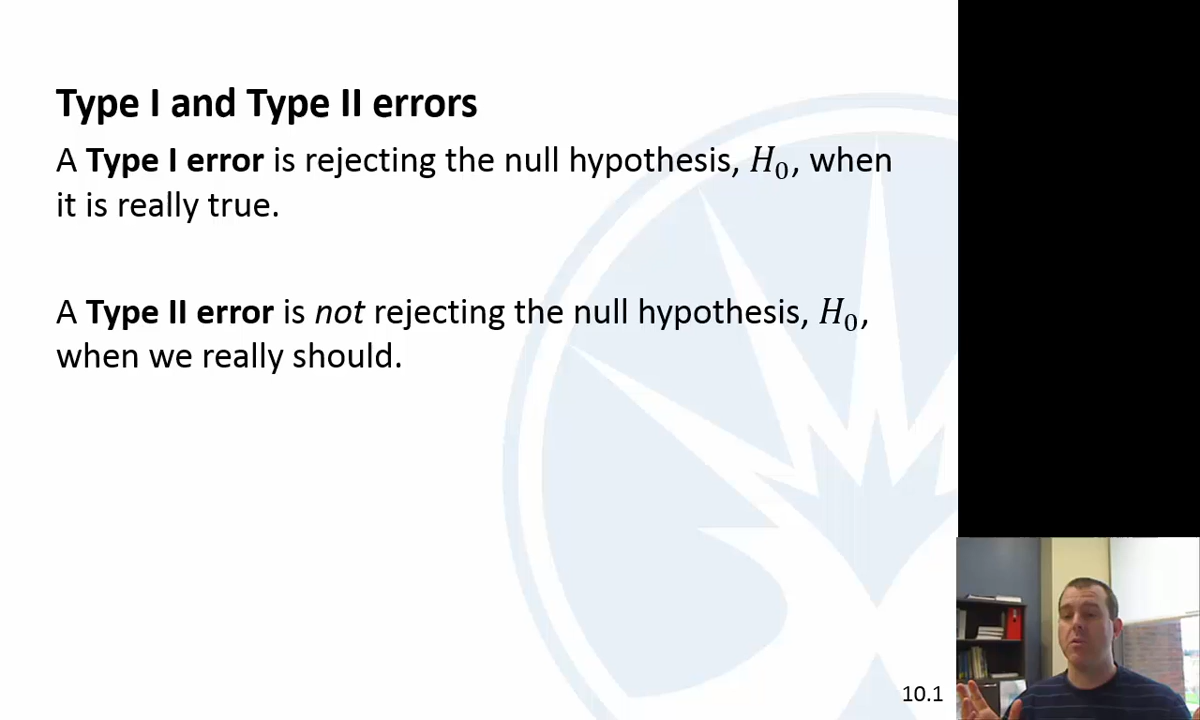 Type I and Type II errors
A Type I error is rejecting the null hypothesis, H₀, when
it is really true.
A Type II error is not rejecting the null hypothesis, H₀,
when we really should.
10.1